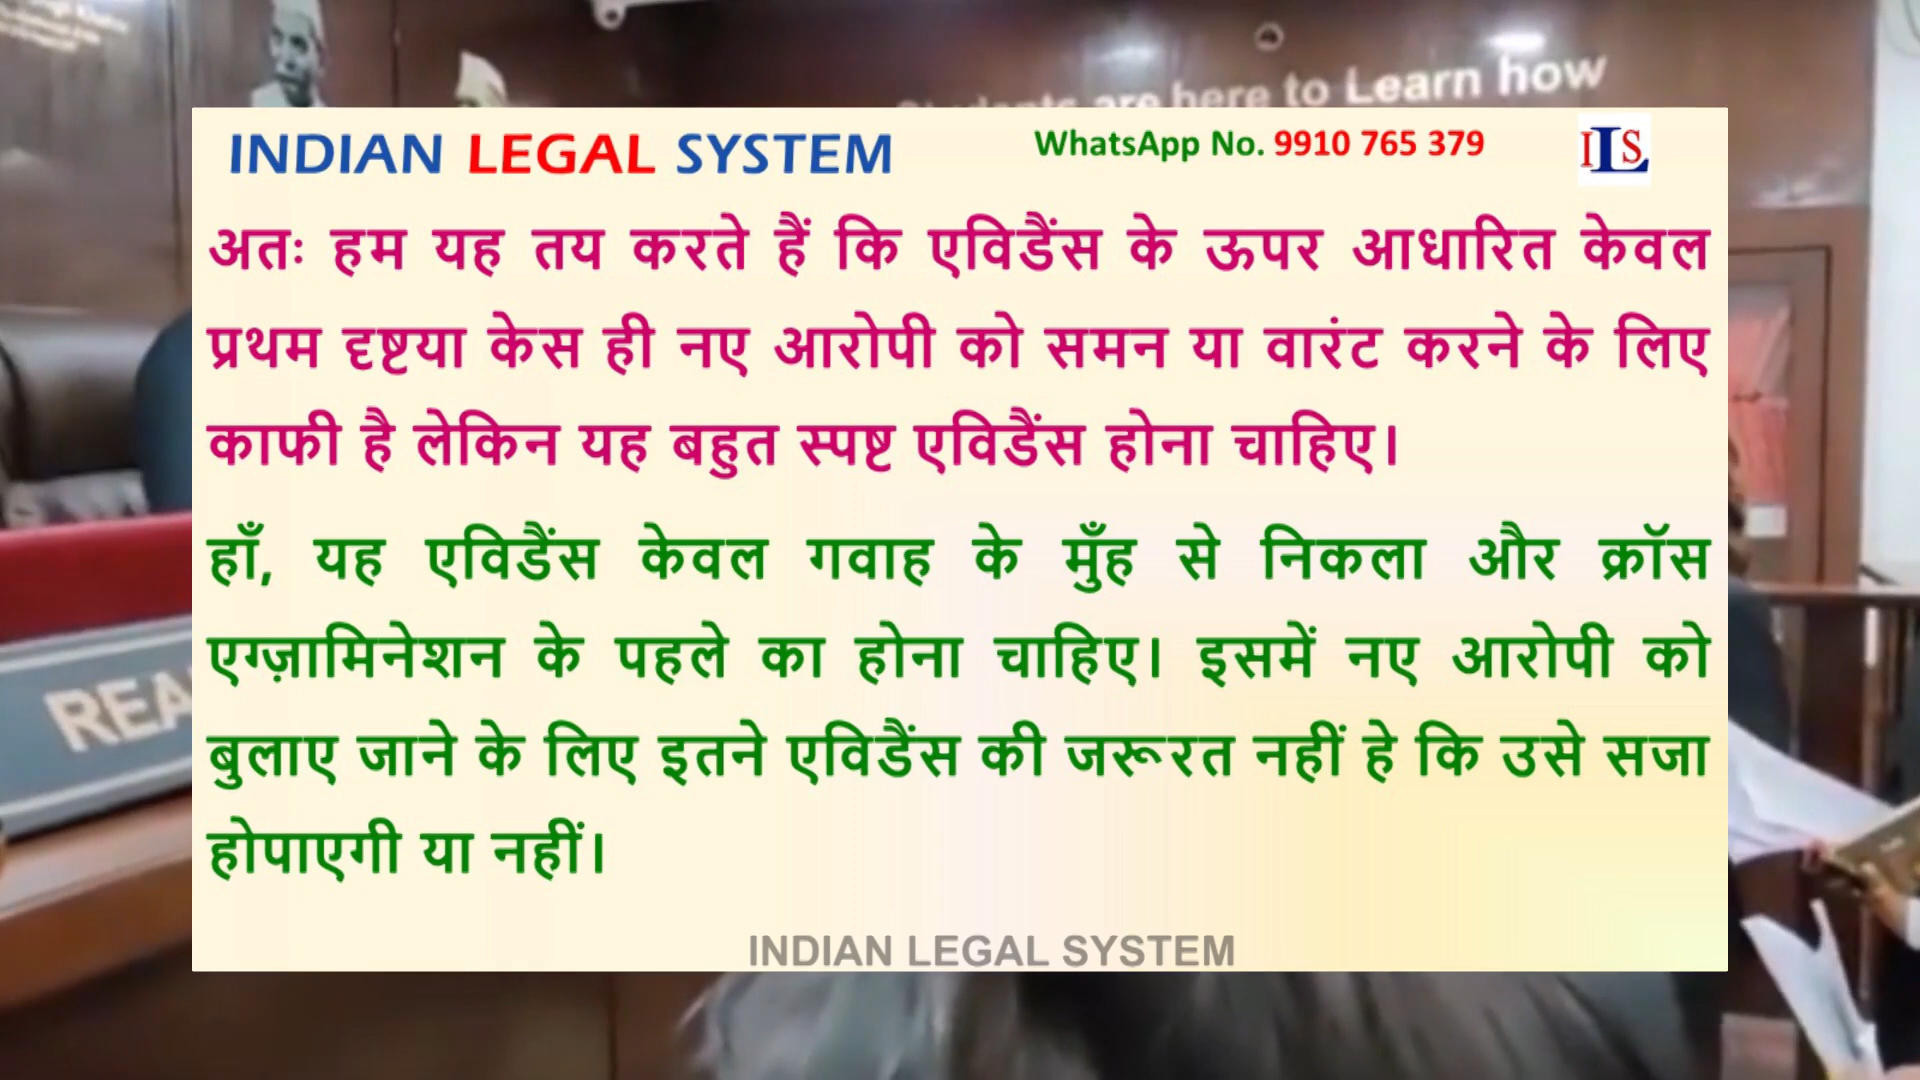 are here to Learn how
INDIAN LEGAL SYSTEM
WhatsApp No. 9910 765 379
ILS
अतः हम यह तय करते हैं कि एविडैंस के ऊपर आधारित केवल
प्रथम दृष्टया केस ही नए आरोपी को समन या वारंट करने के लिए
काफी है लेकिन यह बहुत स्पष्ट एविडैंस होना चाहिए।
हाँ, यह एविडैंस केवल गवाह के मुँह से निकला और क्रॉस
एग्ज़ामिनेशन के पहले का होना चाहिए। इसमें नए आरोपी को
बुलाए जाने के लिए इतने एविडैंस की जरूरत नहीं हे कि उसे सजा
होपाएगी या नहीं।
REA
INDIAN LEGAL SYSTEM